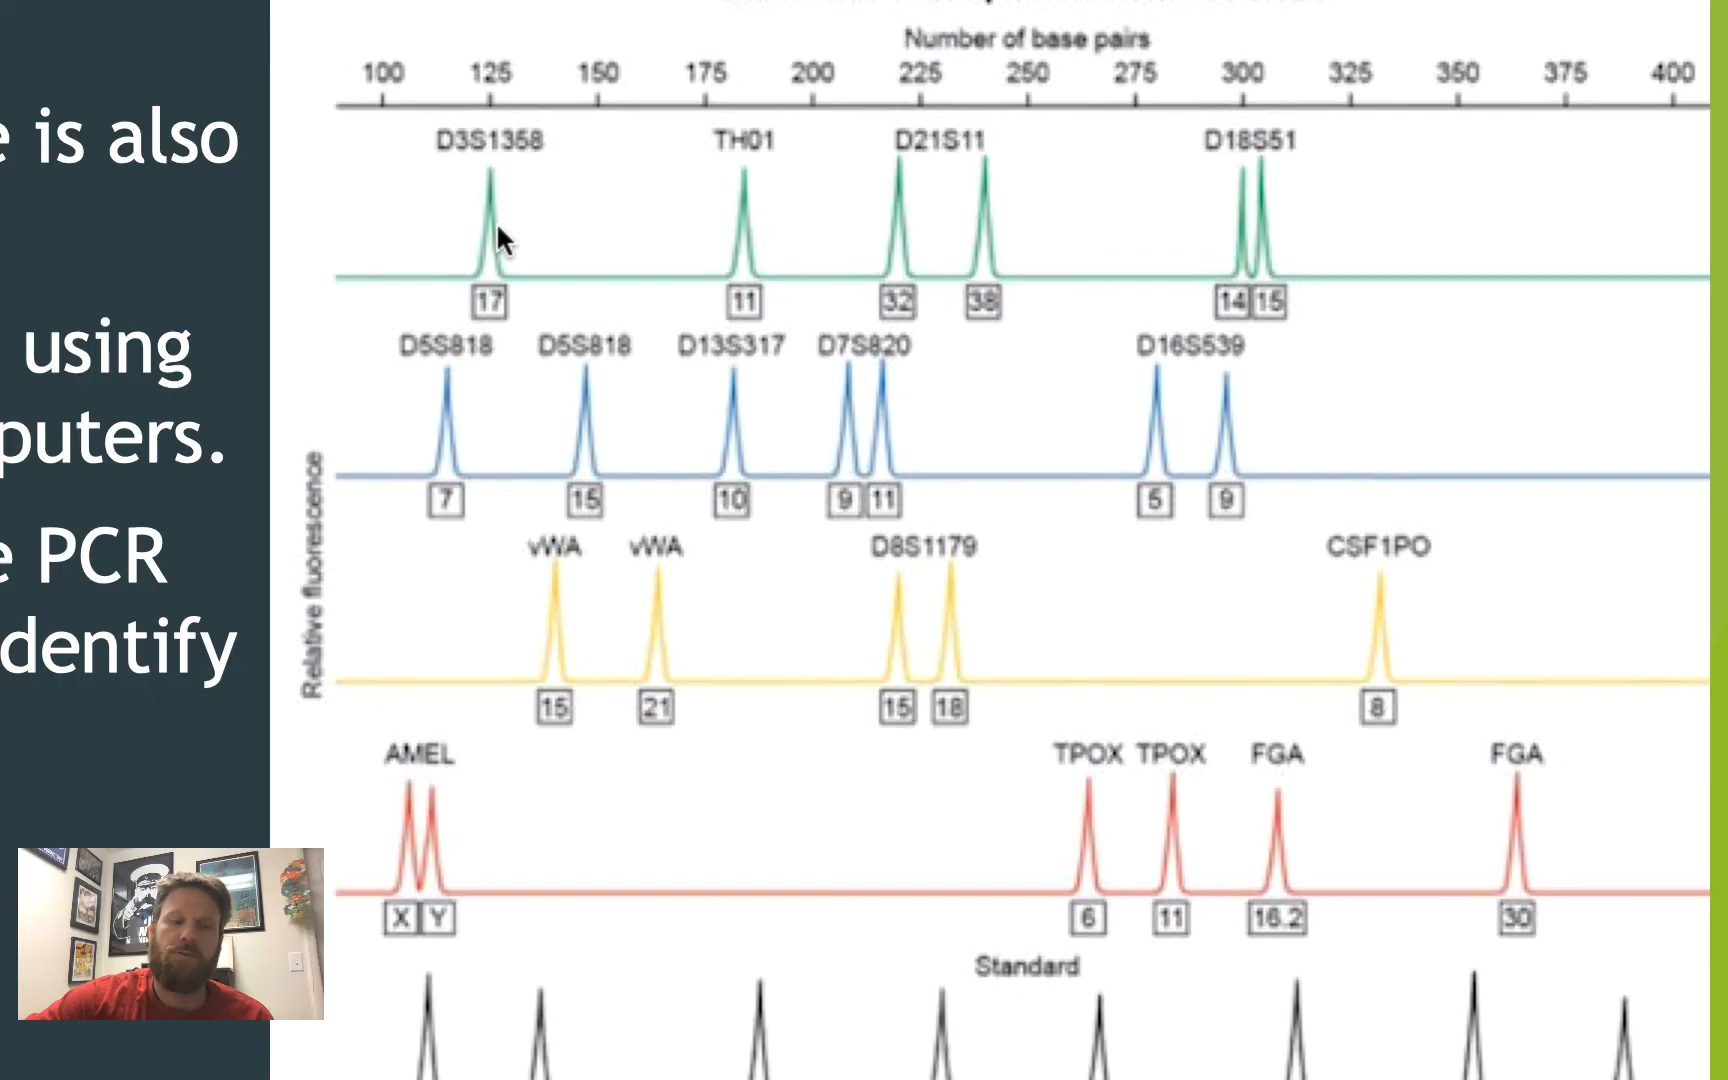 e is also
using
puters.
e PCR
dentify
Number of base pairs
100 125 150 175 200 225 250 275 300 325 350 375 400
D3S1358 TH01 D21S11 D18S51
17 11 32 38 14 15
D5S818 D5S818 D13S317 D7S820 D16S539
7 15 10 9 11 5 9
Relative fluorescence
vWA vWA D8S1179 CSF1PO
15 21 15 18 8
AMEL TPOX TPOX FGA FGA
X Y 6 11 16.2 30
Standard